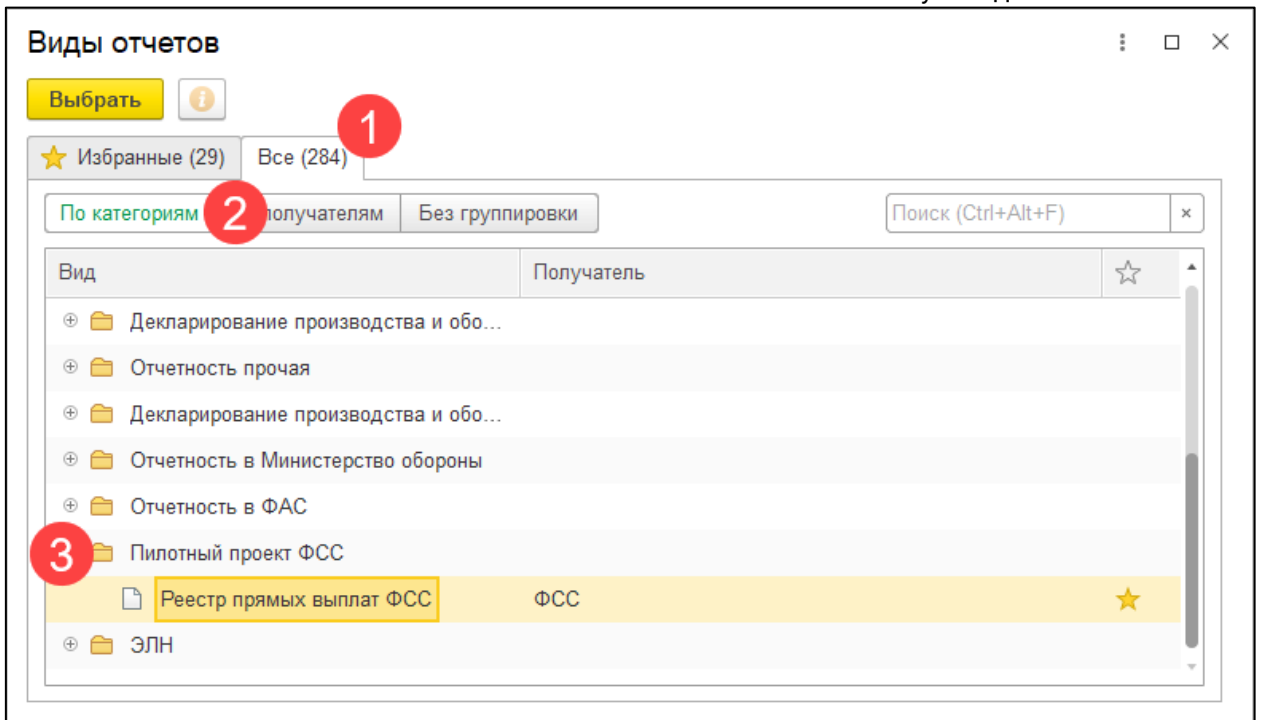 Виды отчетов
Выбрать
1
Избранные (29) Все (284)
По категориям 2 получателям Без группировки Поиск (Ctrl+Alt+F) ×
Вид Получатель
Декларирование производства и обо...
Отчетность прочая
Декларирование производства и обо...
Отчетность в Министерство обороны
Отчетность в ФАС
3 Пилотный проект ФСС
Реестр прямых выплат ФСС ФСС
ЭЛН